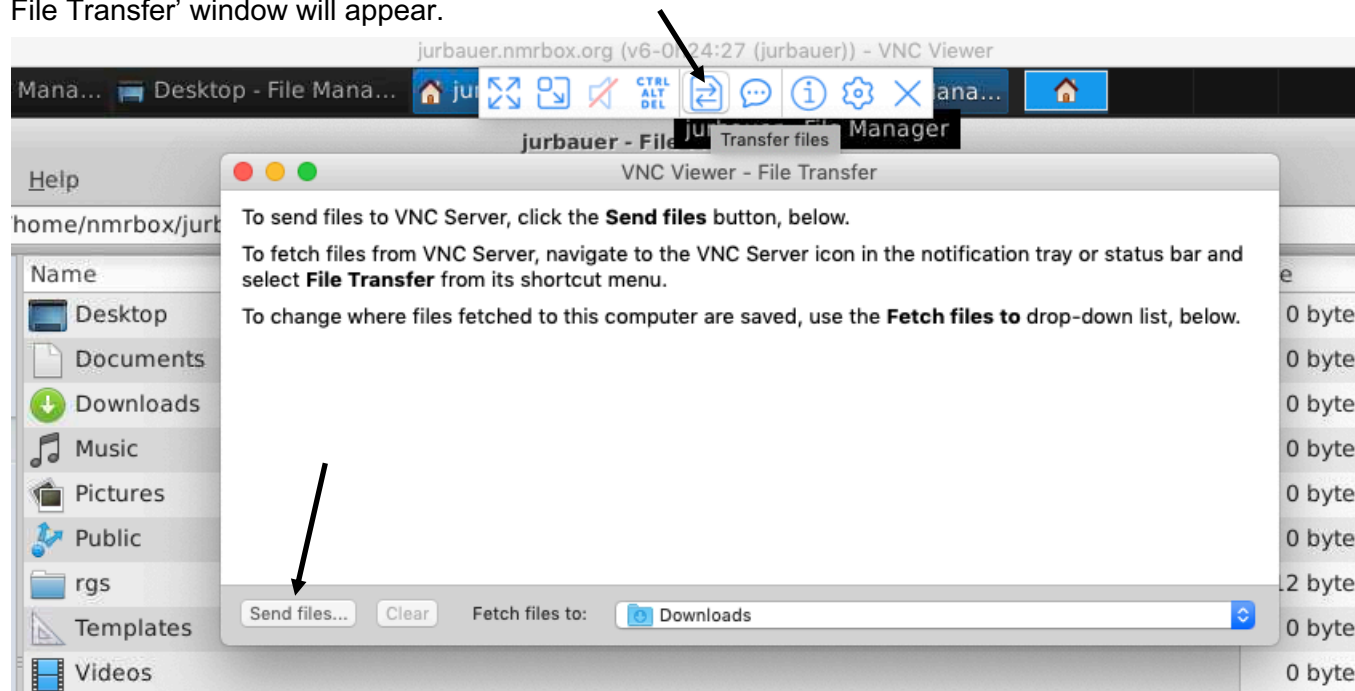 File Transfer’ window will appear.
jurbauer.nmrbox.org (v6-0 24:27 (jurbauer)) - VNC Viewer
Mana... Desktop - File Mana... ju CTRL ALT DEL ana...
jurbauer - File Manager
jurbauer - File
Transfer files
VNC Viewer - File Transfer
Help
To send files to VNC Server, click the Send files button, below.
home/nmrbox/jurb
To fetch files from VNC Server, navigate to the VNC Server icon in the notification tray or status bar and
select File Transfer from its shortcut menu.
Name e
To change where files fetched to this computer are saved, use the Fetch files to drop-down list, below.
Desktop 0 byte
Documents 0 byte
Downloads 0 byte
Music 0 byte
Pictures 0 byte
Public 0 byte
rgs 2 byte
Send files... Clear Fetch files to: Downloads
Templates 0 byte
Videos 0 byte